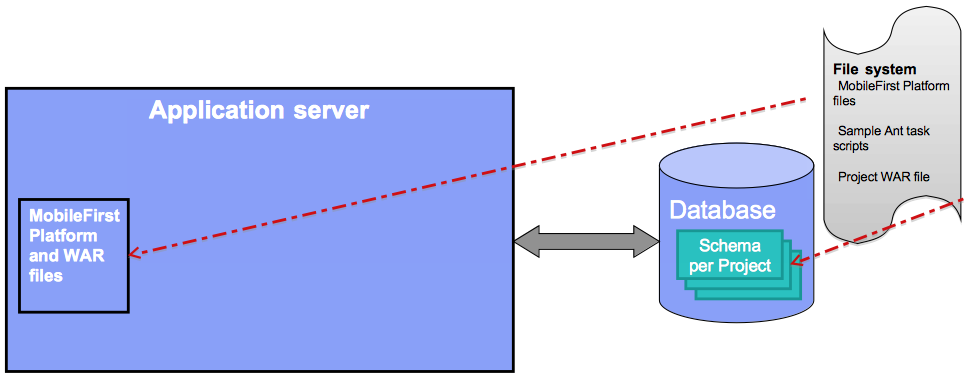 File system
MobileFirst Platform
files
Sample Ant task
scripts
Project WAR file
Application server
MobileFirst
Platform
and WAR
files
Database
Schema
per Project